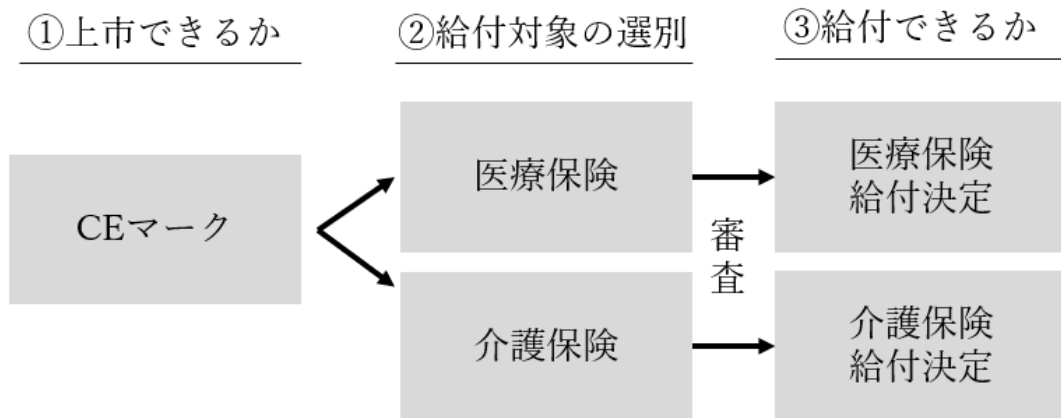 ①上市できるか
②給付対象の選別
③給付できるか
CEマーク
医療保険
介護保険
審
査
医療保険
給付決定
介護保険
給付決定